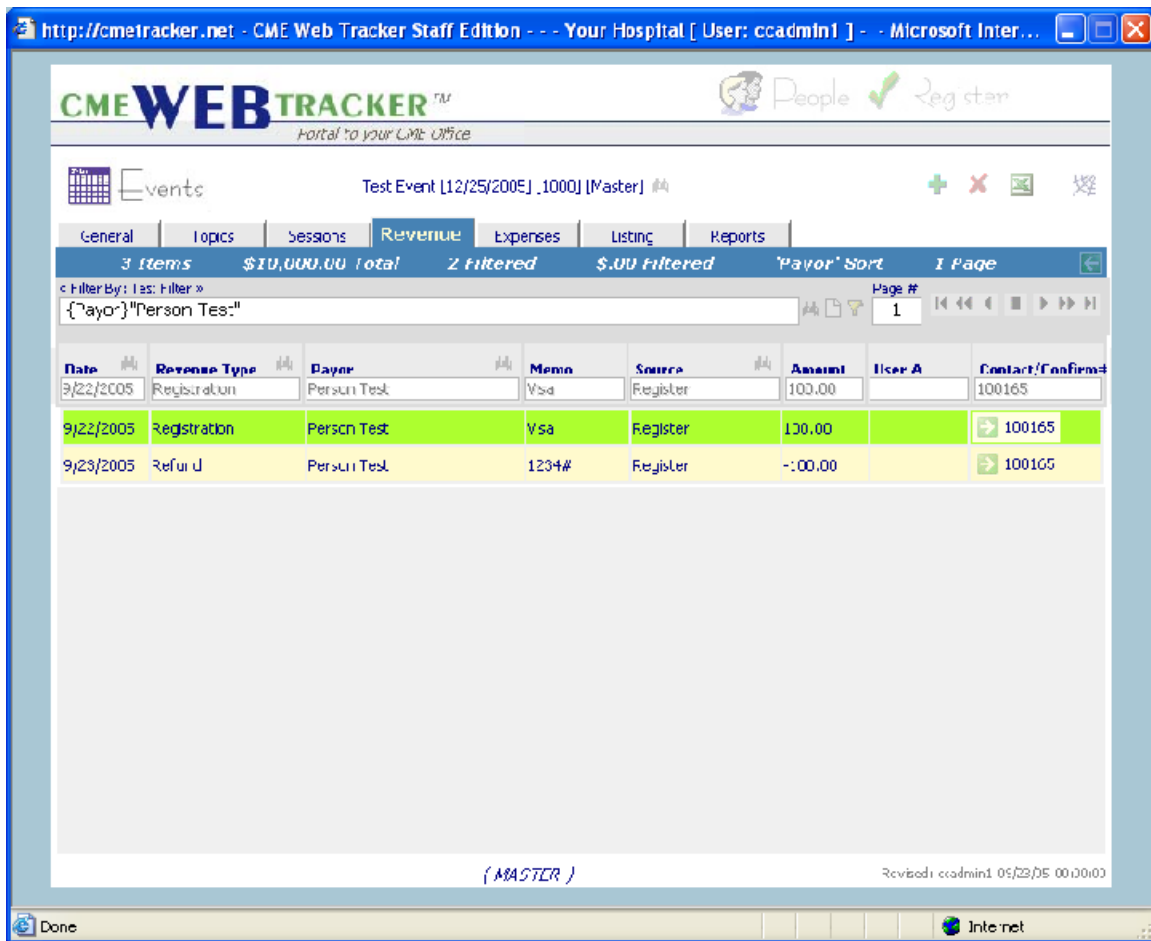 http://cmetracker.net - CME Web Tracker Staff Edition - - - Your Hospital [ User: ccadmin1 ] - - Microsoft Inter...
CME WEB TRACKER TM
Portal to your CME Office
People Register
Events
Test Event [12/25/2005] [1000] [Master]
General Topics Sessions Revenue Expenses Listing Reports
3 Items $10,000.00 Total 2 Filtered $.00 Filtered 'Payor' Sort 1 Page
< Filter By: Test Filter »
Page #
{Payor}"Person Test"
1
Date Revenue Type Payor Memo Source Amount User A Contact/Confirm#
9/22/2005 Registration Person Test Visa Register 100.00 100165
9/22/2005 Registration Person Test Visa Register 100.00 100165
9/23/2005 Refund Person Test 1234# Register -100.00 100165
( MASTER )
Revised: ccadmin1 09/23/05 00:00:00
Done
Internet